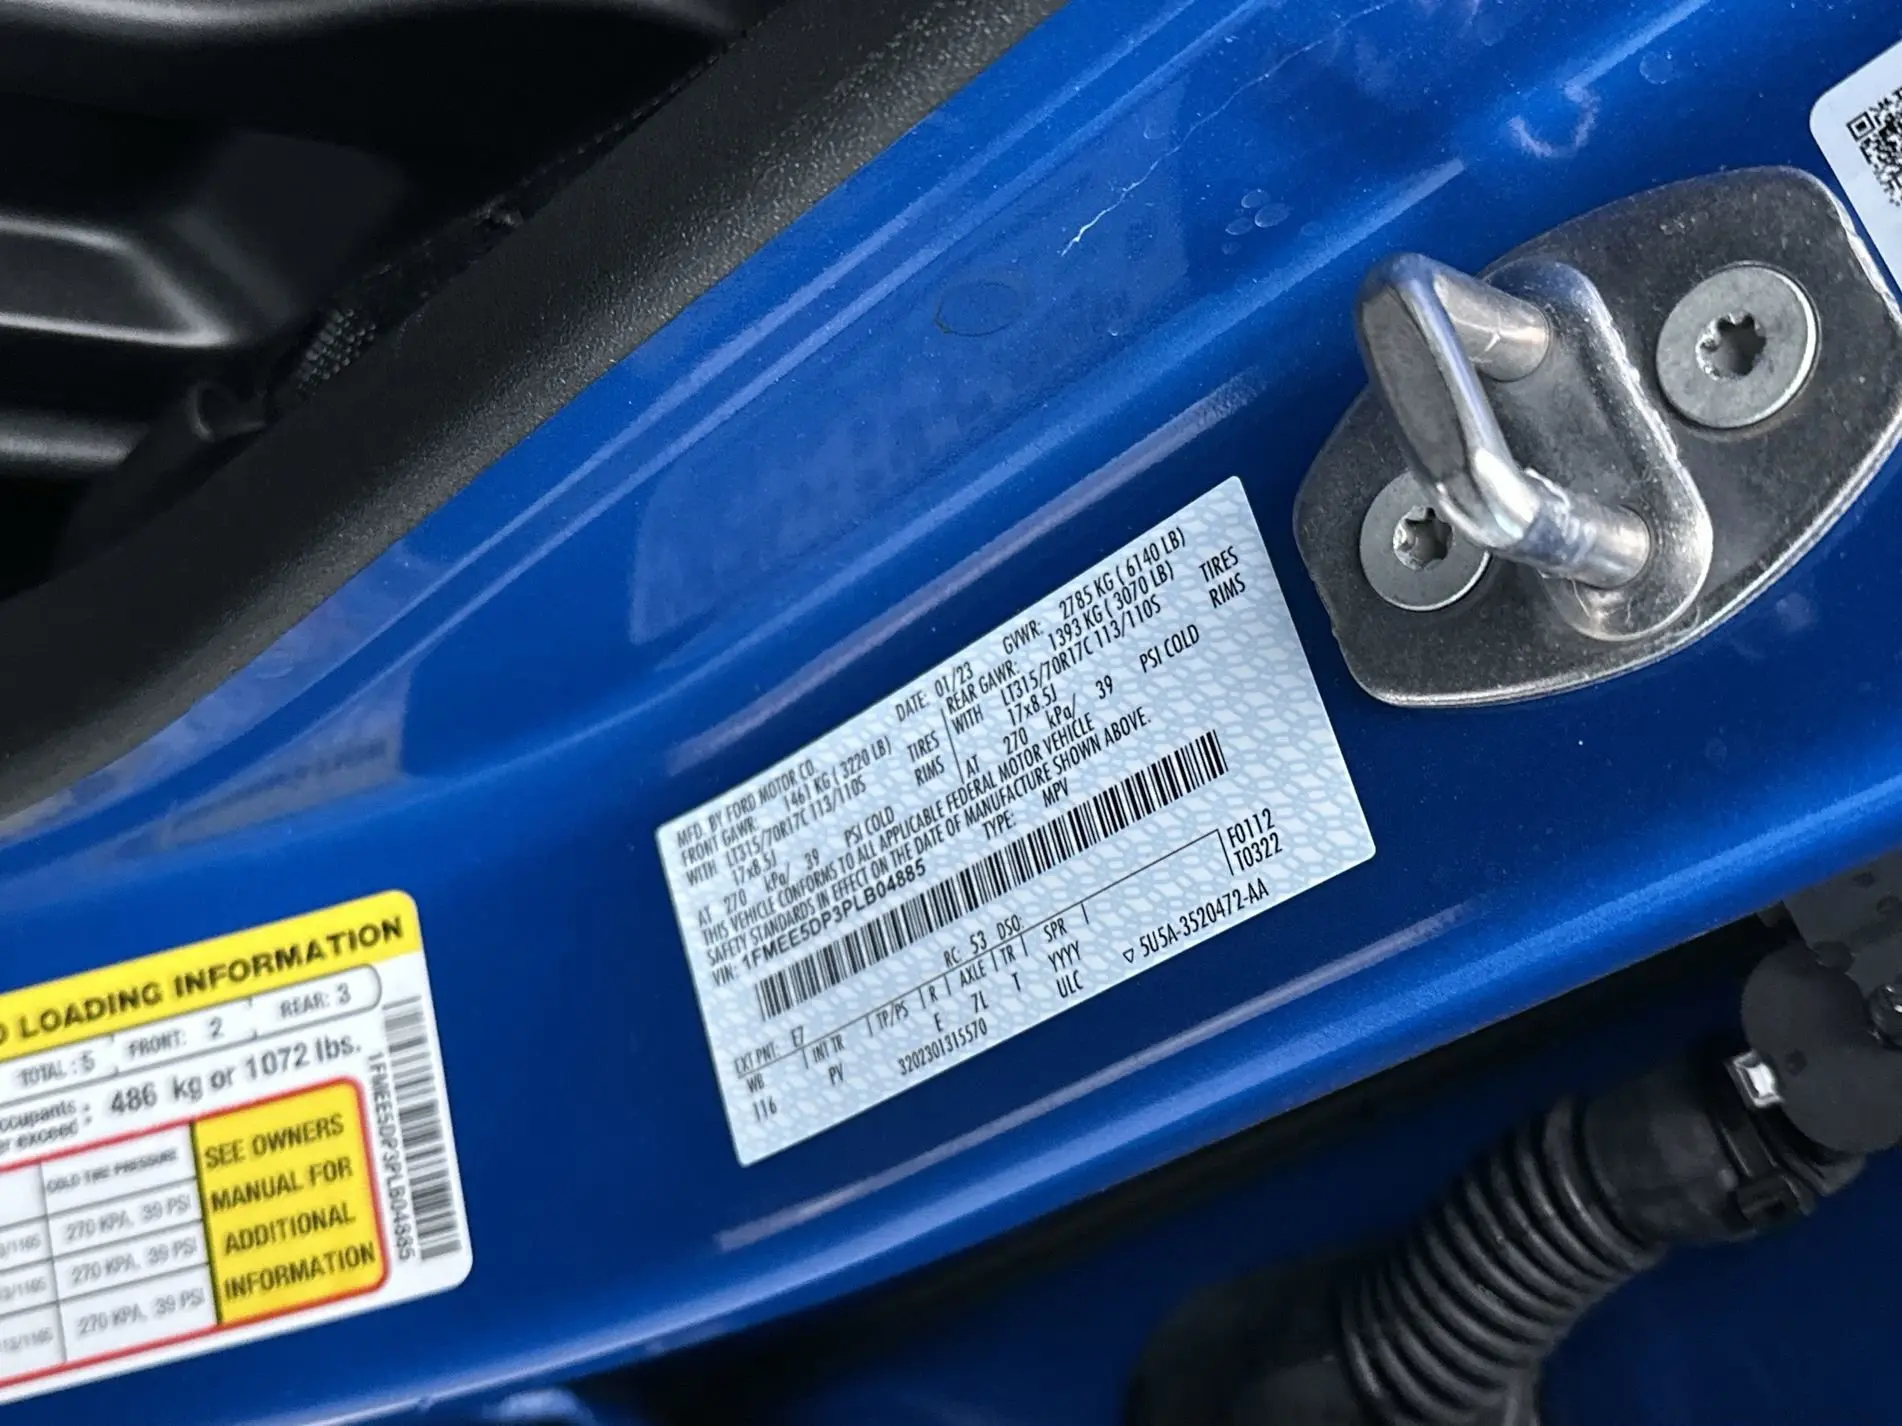 MFD. BY FORD MOTOR CO.
DATE: 01/23
GVWR: 2785 KG ( 6140 LB)
FRONT GAWR: 1461 KG ( 3220 LB)
REAR GAWR: 1393 KG ( 3070 LB)
WITH LT315/70R17C 113/110S TIRES
WITH LT315/70R17C 113/110S TIRES
17x8.5J RIMS
17x8.5J RIMS
AT 270 kPa/ 39 PSI COLD
AT 270 kPa/ 39 PSI COLD
THIS VEHICLE CONFORMS TO ALL APPLICABLE FEDERAL MOTOR VEHICLE
SAFETY STANDARDS IN EFFECT ON THE DATE OF MANUFACTURE SHOWN ABOVE.
VIN: 1FMEE5DP3PLB04885 TYPE: MPV
F0112
T0322
EXT PNT: E7 RC: 53 DSO:
WB INT TR TP/PS R AXLE TR SPR
116 PV E 7L T YYYY
320230131S570 ULC
5U5A-3520472-AA
LOADING INFORMATION
TOTAL : 5 FRONT: 2 REAR: 3
486 kg or 1072 lbs.
COLD TIRE PRESSURE
270 KPA, 39 PSI
270 KPA, 39 PSI
270 KPA, 39 PSI
SEE OWNERS
MANUAL FOR
ADDITIONAL
INFORMATION
1FMEE5DP3PLB04885